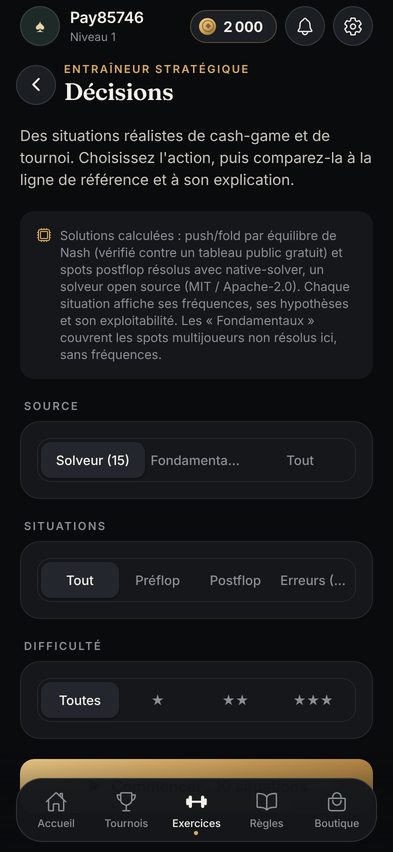 Pay85746
Niveau 1
2 000
ENTRAÎNEUR STRATÉGIQUE
Décisions
Des situations réalistes de cash-game et de
tournoi. Choisissez l'action, puis comparez-la à la
ligne de référence et à son explication.
Solutions calculées : push/fold par équilibre de
Nash (vérifié contre un tableau public gratuit) et
spots postflop résolus avec native-solver, un
solveur open source (MIT / Apache-2.0). Chaque
situation affiche ses fréquences, ses hypothèses
et son exploitabilité. Les « Fondamentaux »
couvrent les spots multijoueurs non résolus ici,
sans fréquences.
SOURCE
Solveur (15) Fondamenta... Tout
SITUATIONS
Tout Préflop Postflop Erreurs (...
DIFFICULTÉ
Toutes ★ ★★ ★★★
Accueil Tournois Exercices Règles Boutique